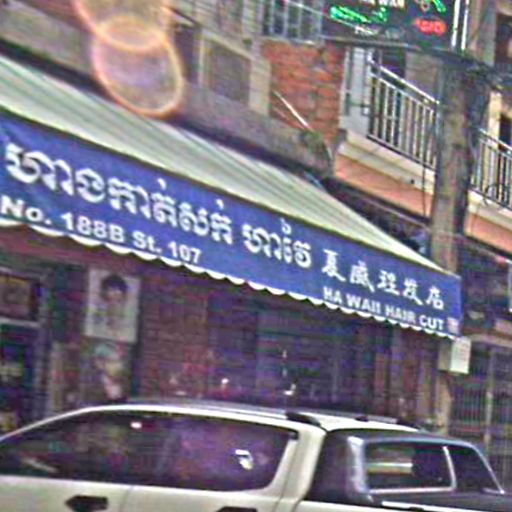 ហាងកាត់សក់ ហាវៃ 夏威理发店
No. 188B St. 107
HA WAII HAIR CUT